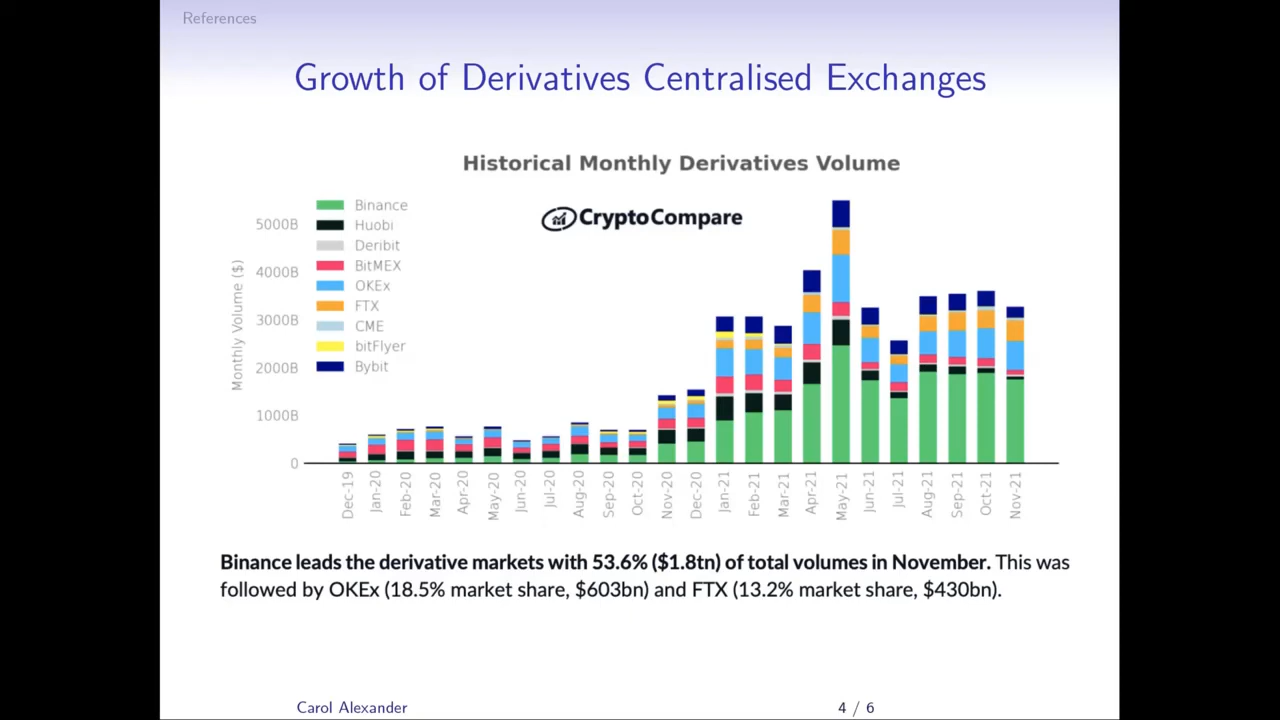 References
Growth of Derivatives Centralised Exchanges
Historical Monthly Derivatives Volume
CryptoCompare
Binance
Huobi
Deribit
BitMEX
OKEx
FTX
CME
bitFlyer
Bybit
Monthly Volume ($)
5000B
4000B
3000B
2000B
1000B
0
Dec-19
Jan-20
Feb-20
Mar-20
Apr-20
May-20
Jun-20
Jul-20
Aug-20
Sep-20
Oct-20
Nov-20
Dec-20
Jan-21
Feb-21
Mar-21
Apr-21
May-21
Jun-21
Jul-21
Aug-21
Sep-21
Oct-21
Nov-21
Binance leads the derivative markets with 53.6% ($1.8tn) of total volumes in November. This was
followed by OKEx (18.5% market share, $603bn) and FTX (13.2% market share, $430bn).
Carol Alexander
4 / 6